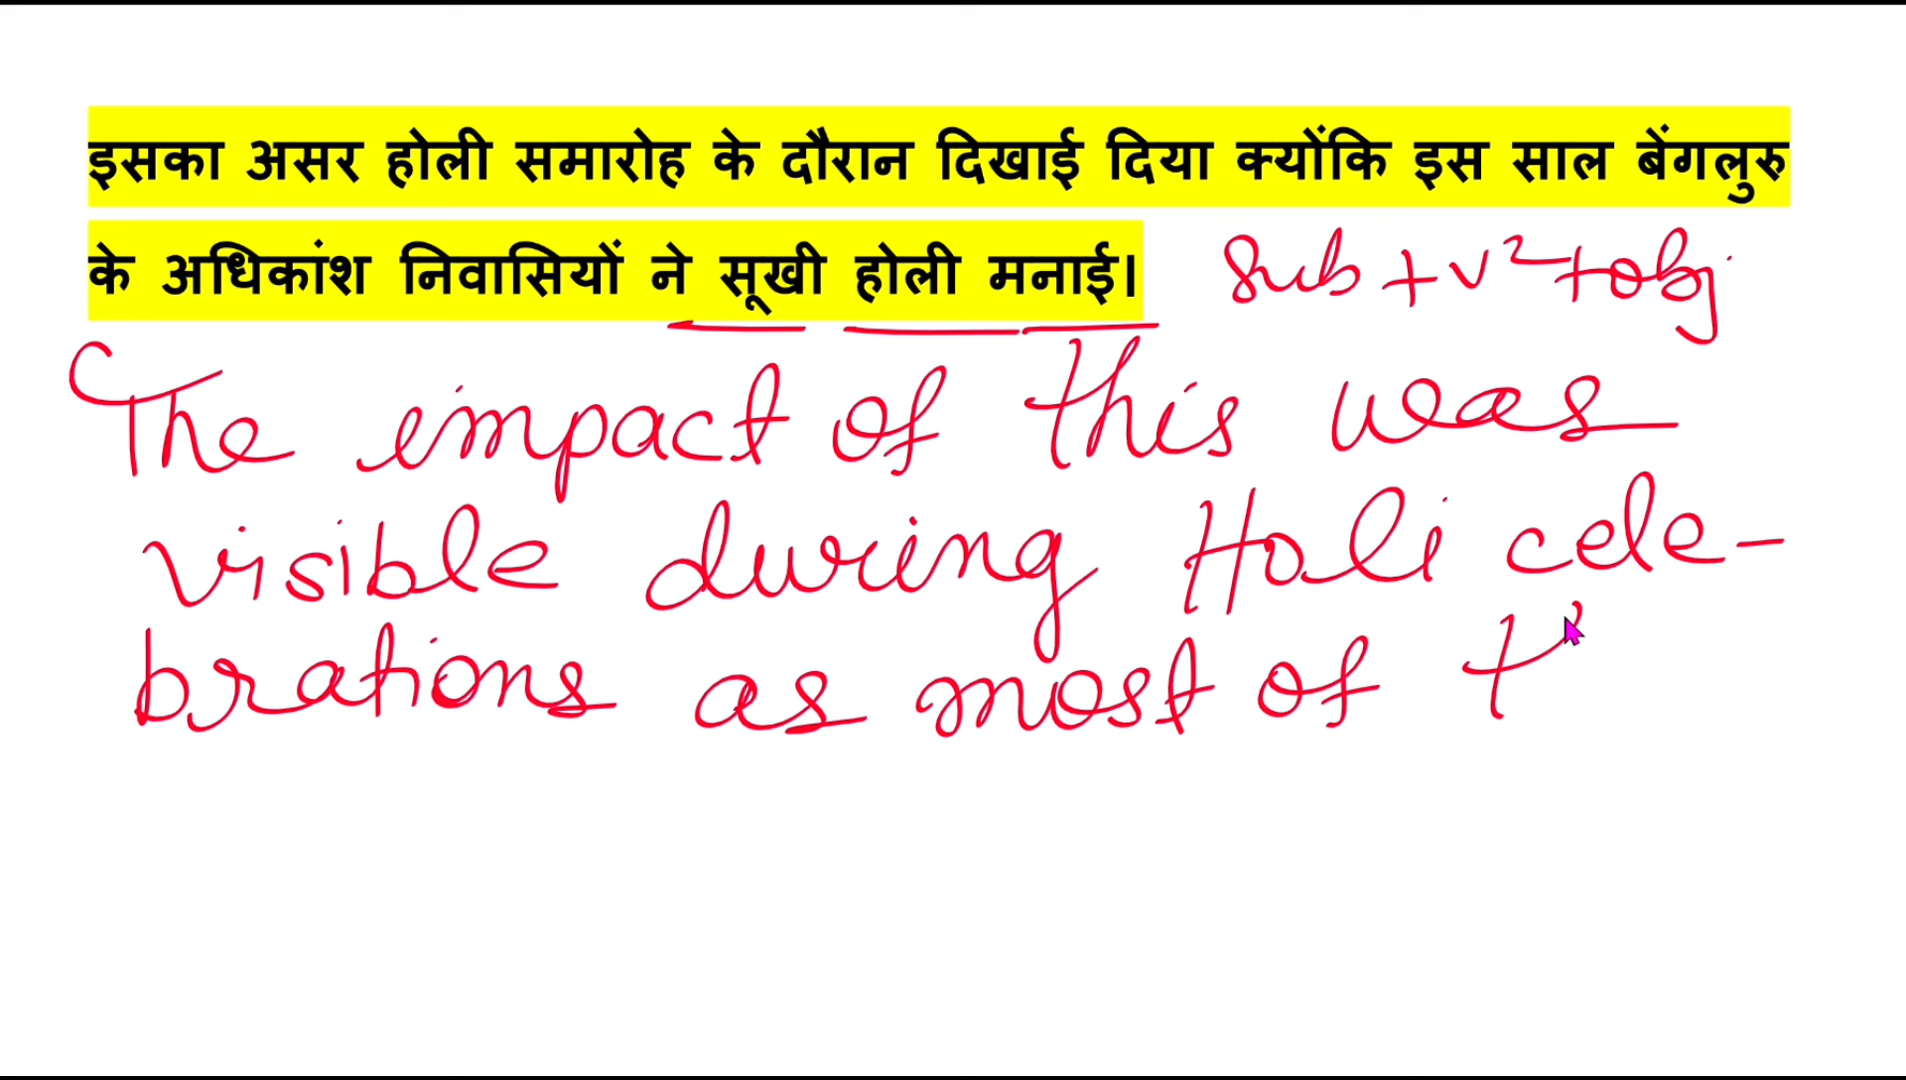 इसका असर होली समारोह के दौरान दिखाई दिया क्योंकि इस साल बेंगलुरु
के अधिकांश निवासियों ने सूखी होली मनाई।
Sub + v² + obj
The impact of this was
visible during Holi cele-
brations as most of t